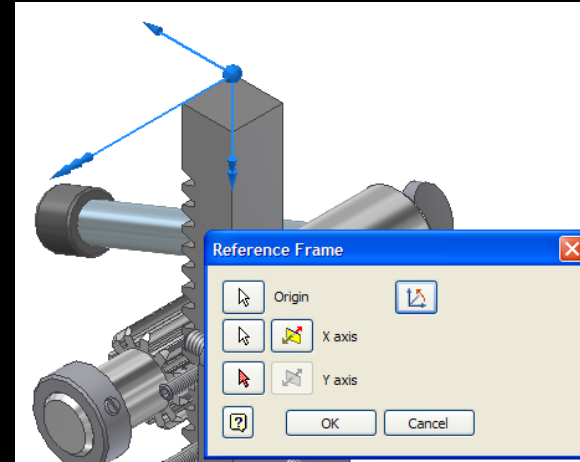 Reference Frame
Origin
X axis
Y axis
OK Cancel